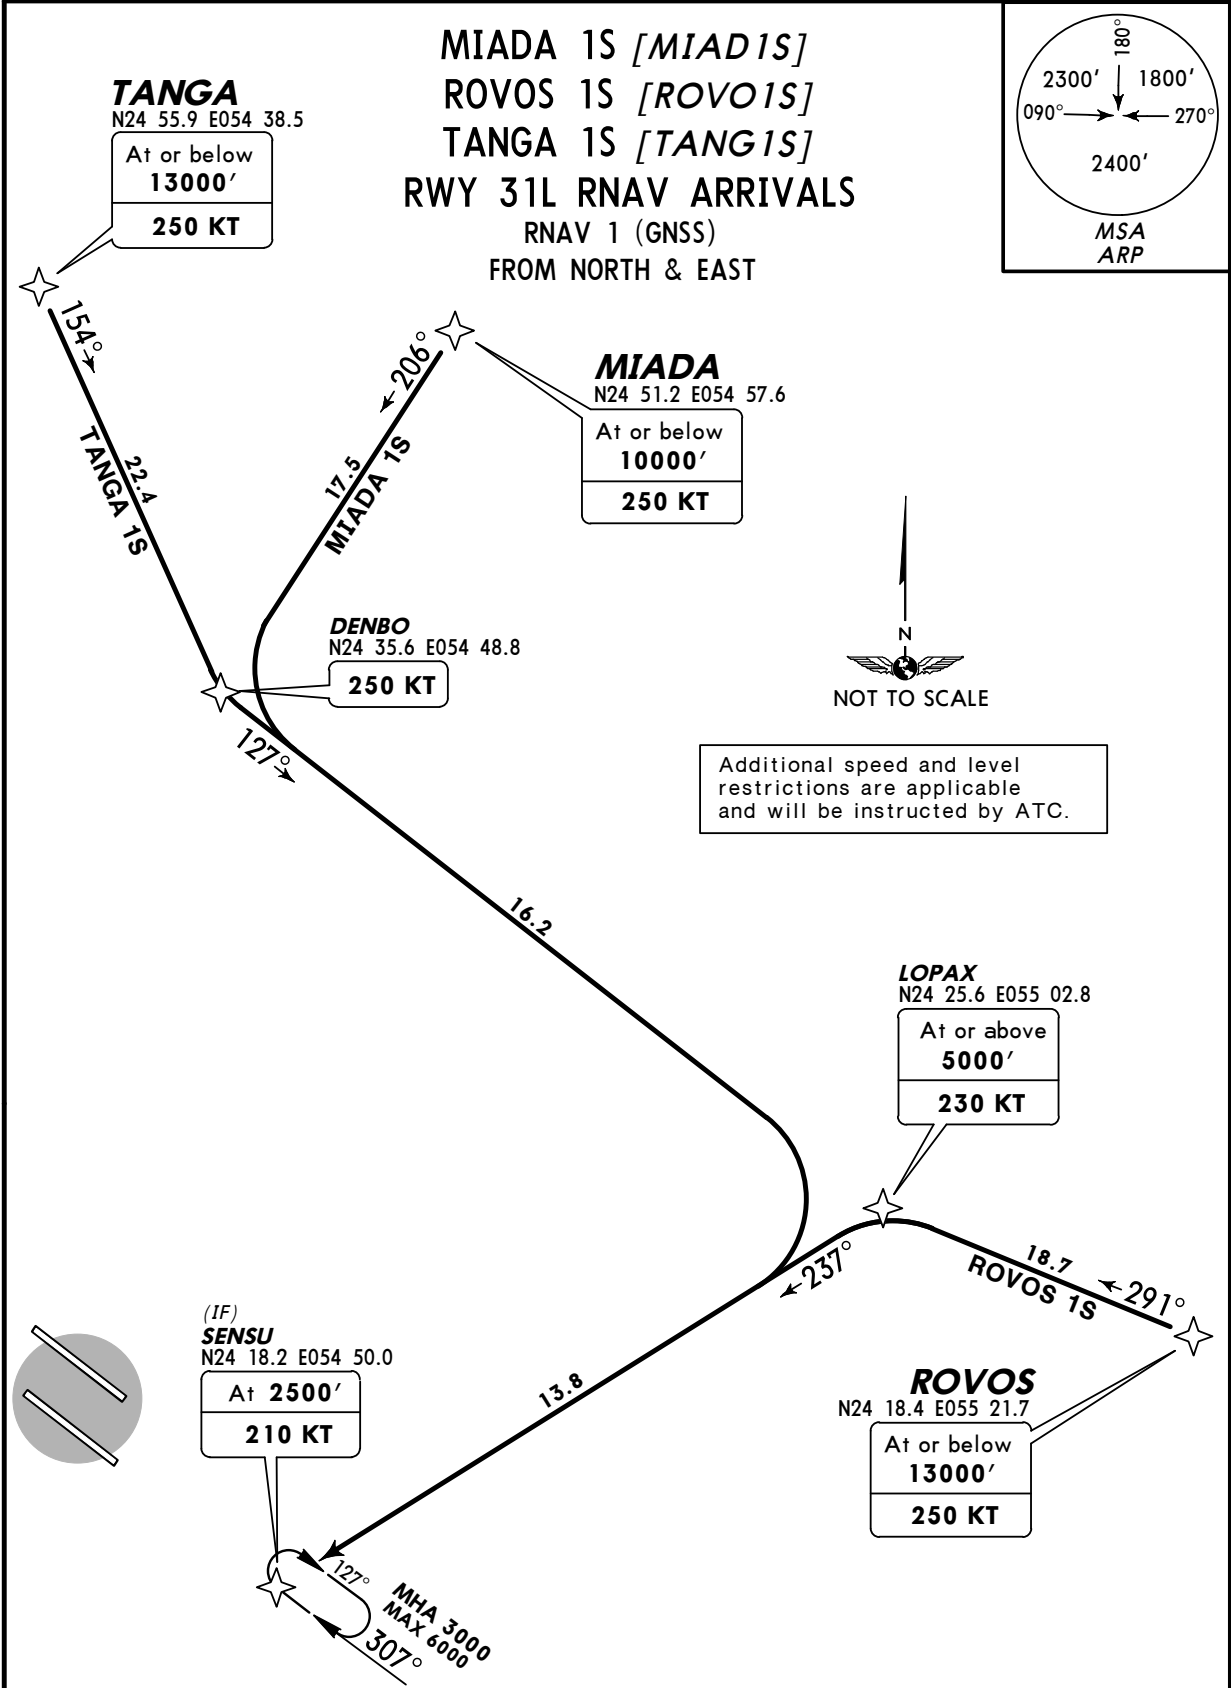 MIADA 1S [MIAD1S]
ROVOS 1S [ROVO1S]
TANGA 1S [TANG1S]
RWY 31L RNAV ARRIVALS
RNAV 1 (GNSS)
FROM NORTH & EAST
180°
2300' 1800'
090° 270°
2400'
MSA
ARP
TANGA
N24 55.9 E054 38.5
At or below
13000'
250 KT
154°
22.4
TANGA 1S
206°
17.5
MIADA 1S
MIADA
N24 51.2 E054 57.6
At or below
10000'
250 KT
DENBO
N24 35.6 E054 48.8
250 KT
127°
N
NOT TO SCALE
Additional speed and level
restrictions are applicable
and will be instructed by ATC.
16.2
LOPAX
N24 25.6 E055 02.8
At or above
5000'
230 KT
237°
18.7
ROVOS 1S
291°
ROVOS
N24 18.4 E055 21.7
At or below
13000'
250 KT
13.8
(IF)
SENSU
N24 18.2 E054 50.0
At 2500'
210 KT
127°
MHA 3000
MAX 6000
307°